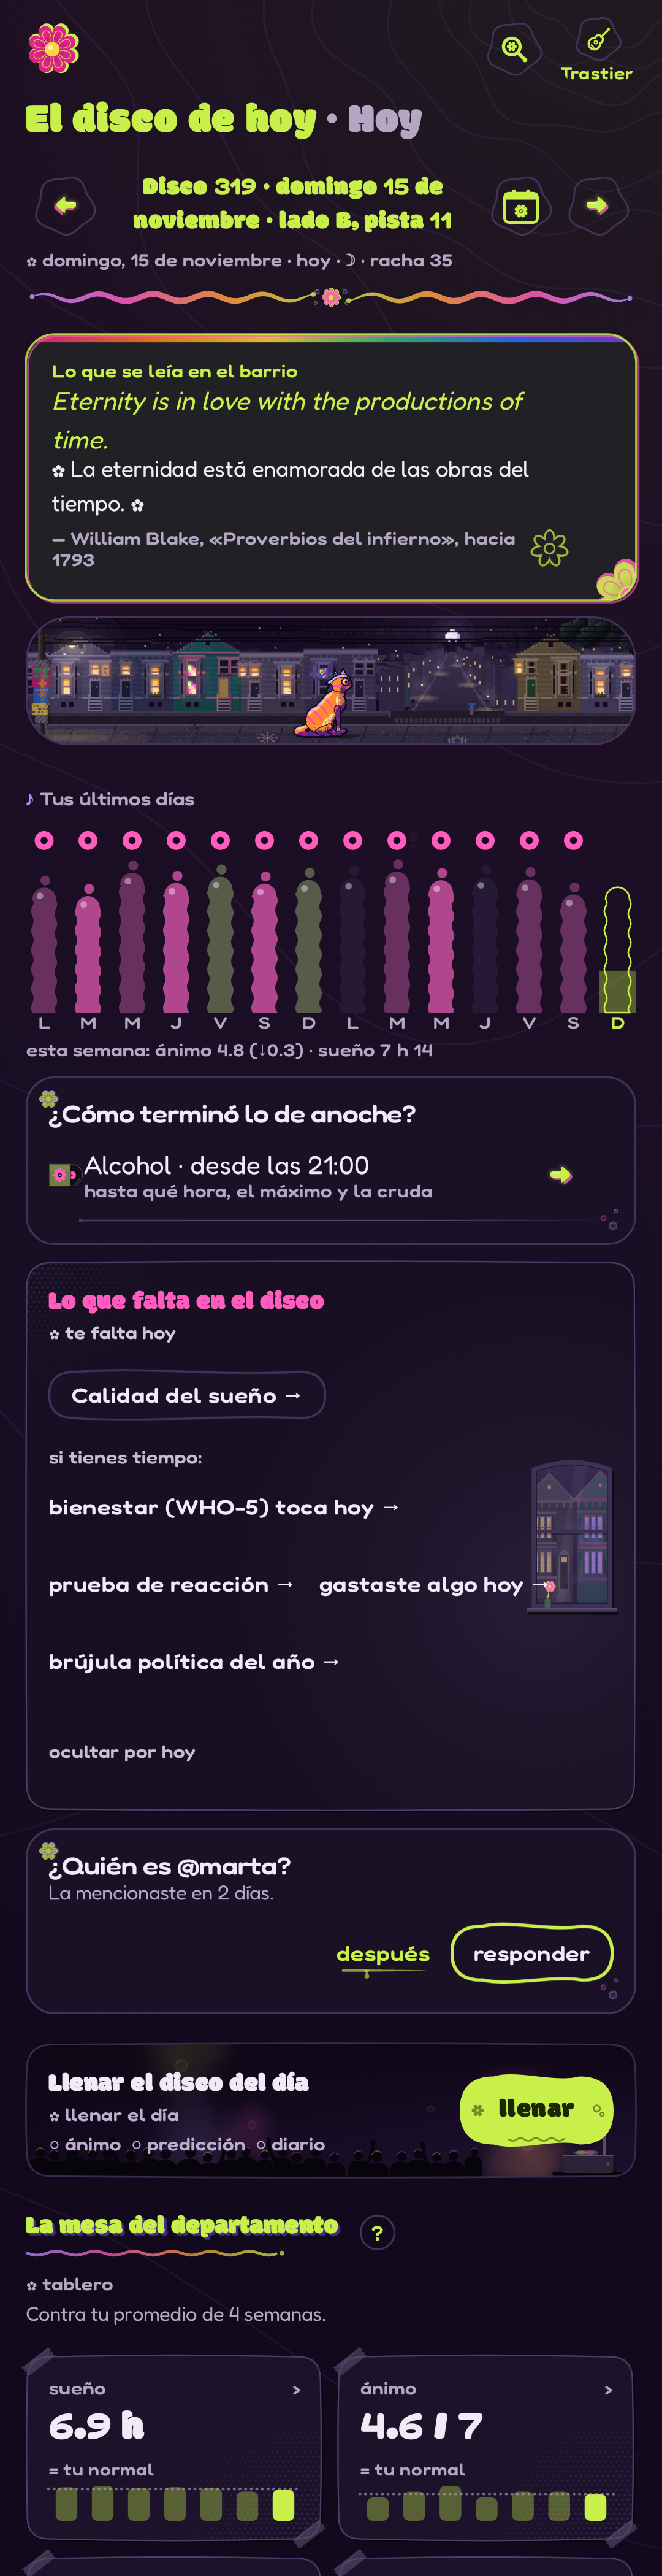 Trastier
El disco de hoy · Hoy
Disco 319 · domingo 15 de
noviembre · lado B, pista 11
domingo, 15 de noviembre · hoy · ☽ · racha 35
Lo que se leía en el barrio
Eternity is in love with the productions of
time.
✿ La eternidad está enamorada de las obras del
tiempo. ✿
— William Blake, «Proverbios del infierno», hacia
1793
♪ Tus últimos días
L M M J V S D L M M J V S D
esta semana: ánimo 4.8 (↓0.3) · sueño 7 h 14
¿Cómo terminó lo de anoche?
Alcohol · desde las 21:00
hasta qué hora, el máximo y la cruda
Lo que falta en el disco
✿ te falta hoy
Calidad del sueño →
si tienes tiempo:
bienestar (WHO-5) toca hoy →
prueba de reacción → gastaste algo hoy →
brújula política del año →
ocultar por hoy
¿Quién es @marta?
La mencionaste en 2 días.
después responder
Llenar el disco del día
✿ llenar el día
○ ánimo ○ predicción ○ diario
llenar
La mesa del departamento ?
✿ tablero
Contra tu promedio de 4 semanas.
sueño >
6.9 h
= tu normal
ánimo >
4.6 / 7
= tu normal